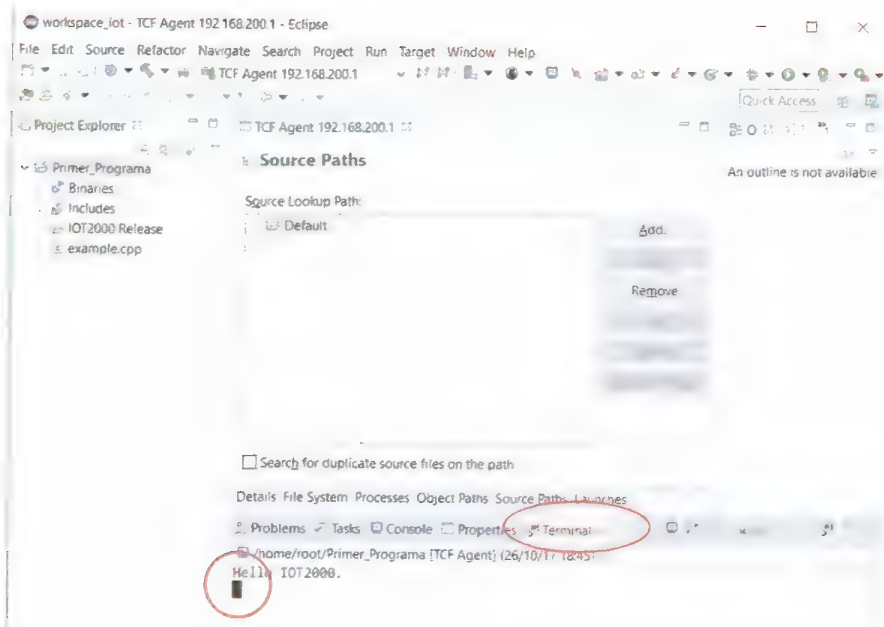 workspace_iot - TCF Agent 192.168.200.1 - Eclipse
File Edit Source Refactor Navigate Search Project Run Target Window Help
TCF Agent 192.168.200.1
Quick Access
Project Explorer
TCF Agent 192.168.200.1
Primer_Programa
Binaries
Includes
IOT2000 Release
example.cpp
Source Paths
Source Lookup Path:
Default
Add.
Remove
An outline is not available
Search for duplicate source files on the path
Details File System Processes Object Paths Source Paths Launches
Problems Tasks Console Properties Terminal
/home/root/Primer_Programa [TCF Agent] (26/10/17 18:45
Hello IOT2000.